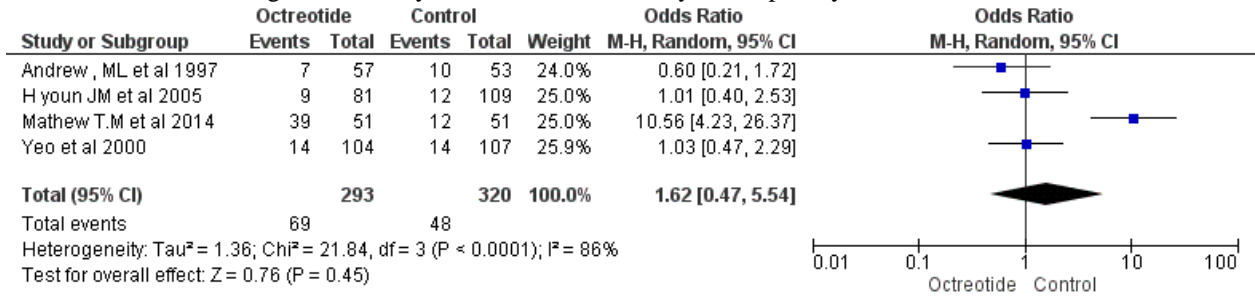 Octreotide Control Odds Ratio Odds Ratio
Study or Subgroup Events Total Events Total Weight M-H, Random, 95% CI M-H, Random, 95% CI
Andrew , ML et al 1997 7 57 10 53 24.0% 0.60 [0.21, 1.72]
H youn JM et al 2005 9 81 12 109 25.0% 1.01 [0.40, 2.53]
Mathew T.M et al 2014 39 51 12 51 25.0% 10.56 [4.23, 26.37]
Yeo et al 2000 14 104 14 107 25.9% 1.03 [0.47, 2.29]
Total (95% CI) 293 320 100.0% 1.62 [0.47, 5.54]
Total events 69 48
Heterogeneity: Tau² = 1.36; Chi² = 21.84, df = 3 (P < 0.0001); I² = 86%
Test for overall effect: Z = 0.76 (P = 0.45)
0.01 0.1 1 10 100
Octreotide Control